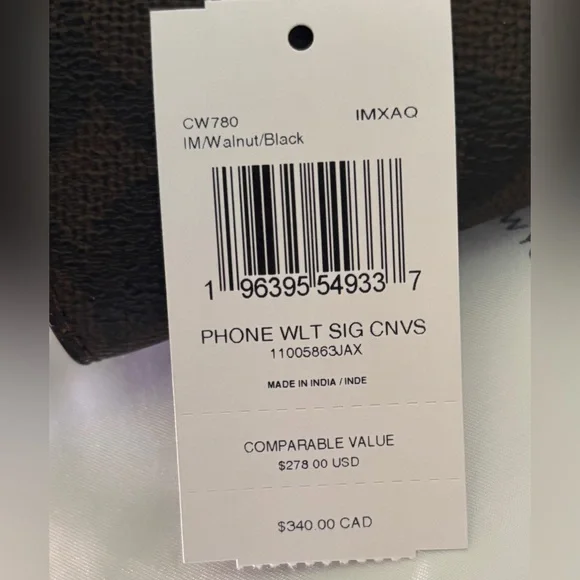 CW780 IMXAQ
IM/Walnut/Black
1 96395 54933 7
PHONE WLT SIG CNVS
11005863JAX
MADE IN INDIA / INDE
COMPARABLE VALUE
$278.00 USD
$340.00 CAD